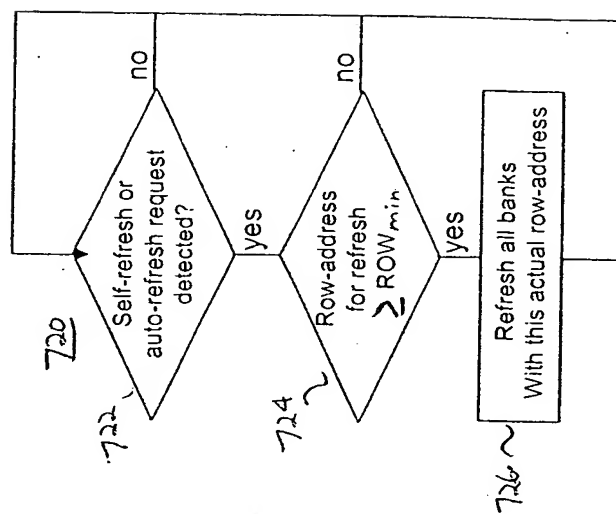 720
722
Self-refresh or
auto-refresh request
detected?
no
yes
724
Row-address
for refresh
≥ ROWmin
no
yes
726
Refresh all banks
With this actual row-address